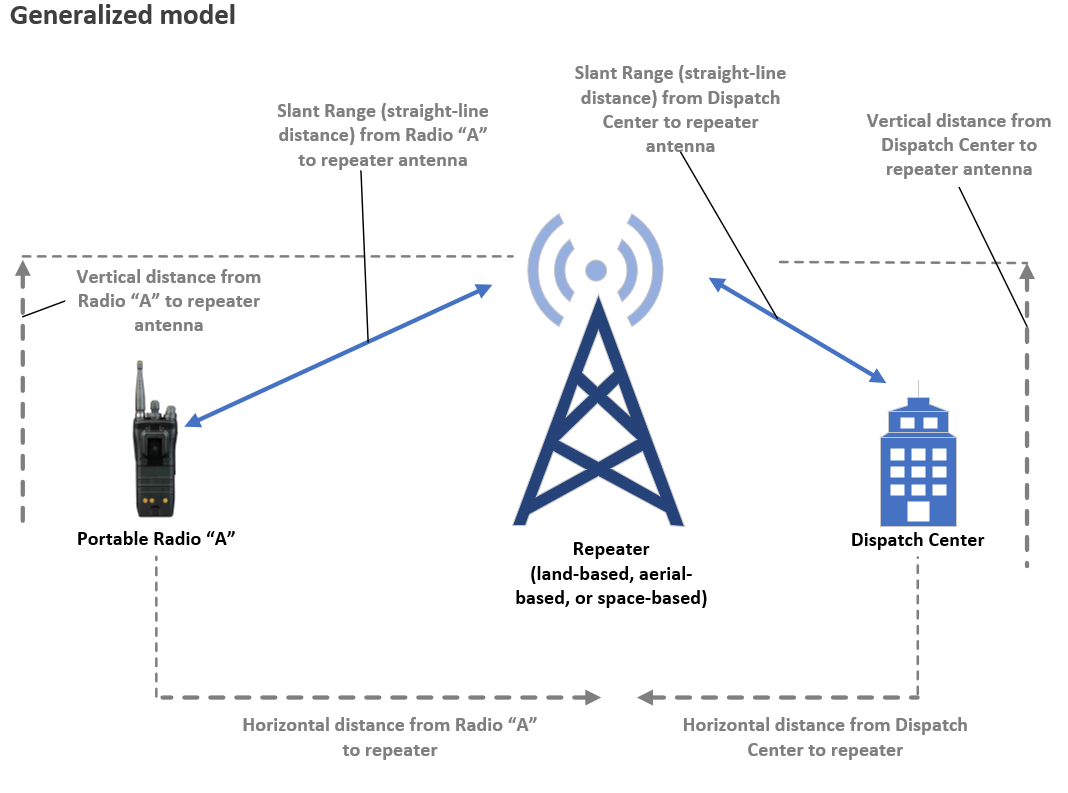 Generalized model
Slant Range (straight-line
distance) from Radio “A”
to repeater antenna
Slant Range (straight-line
distance) from Dispatch
Center to repeater
antenna
Vertical distance from
Dispatch Center to
repeater antenna
Vertical distance from
Radio “A” to repeater
antenna
Portable Radio “A”
Repeater
(land-based, aerial-
based, or space-based)
Dispatch Center
Horizontal distance from Radio “A”
to repeater
Horizontal distance from Dispatch
Center to repeater